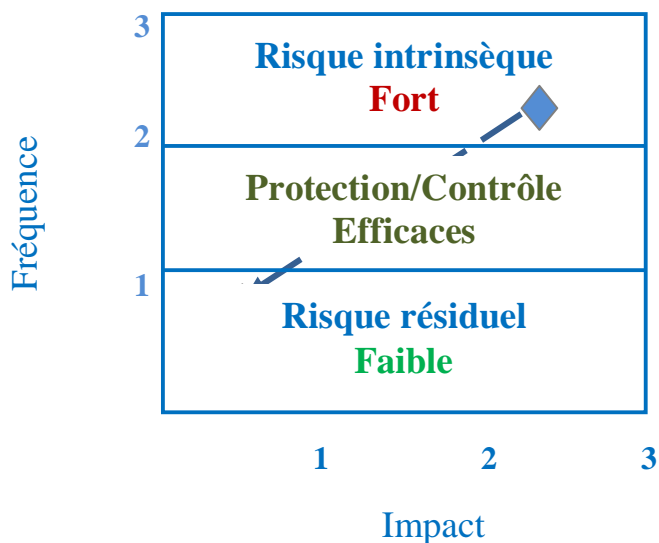 3
Risque intrinsèque
Fort
2
Protection/Contrôle
Efficaces
Fréquence
1
Risque résiduel
Faible
1 2 3
Impact